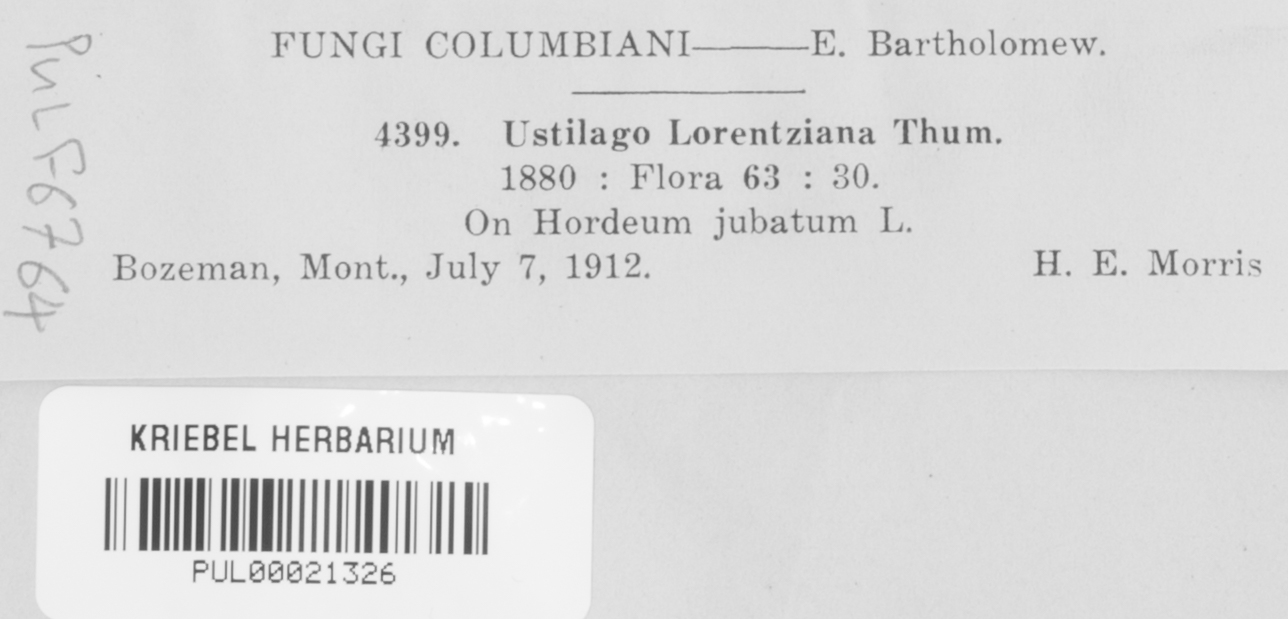 FUNGI COLUMBIANI———E. Bartholomew.
4399. Ustilago Lorentziana Thum.
1880 : Flora 63 : 30.
On Hordeum jubatum L.
Bozeman, Mont., July 7, 1912. H. E. Morris
PUL F6764
KRIEBEL HERBARIUM
PUL00021326